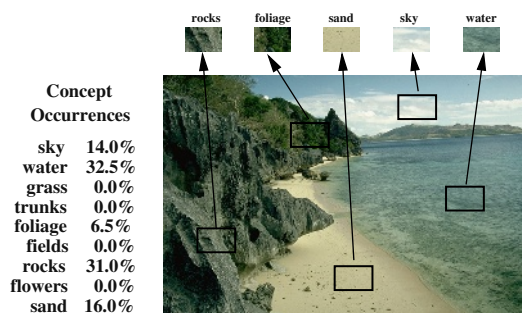 rocks foliage sand sky water
Concept
Occurrences
sky 14.0%
water 32.5%
grass 0.0%
trunks 0.0%
foliage 6.5%
fields 0.0%
rocks 31.0%
flowers 0.0%
sand 16.0%